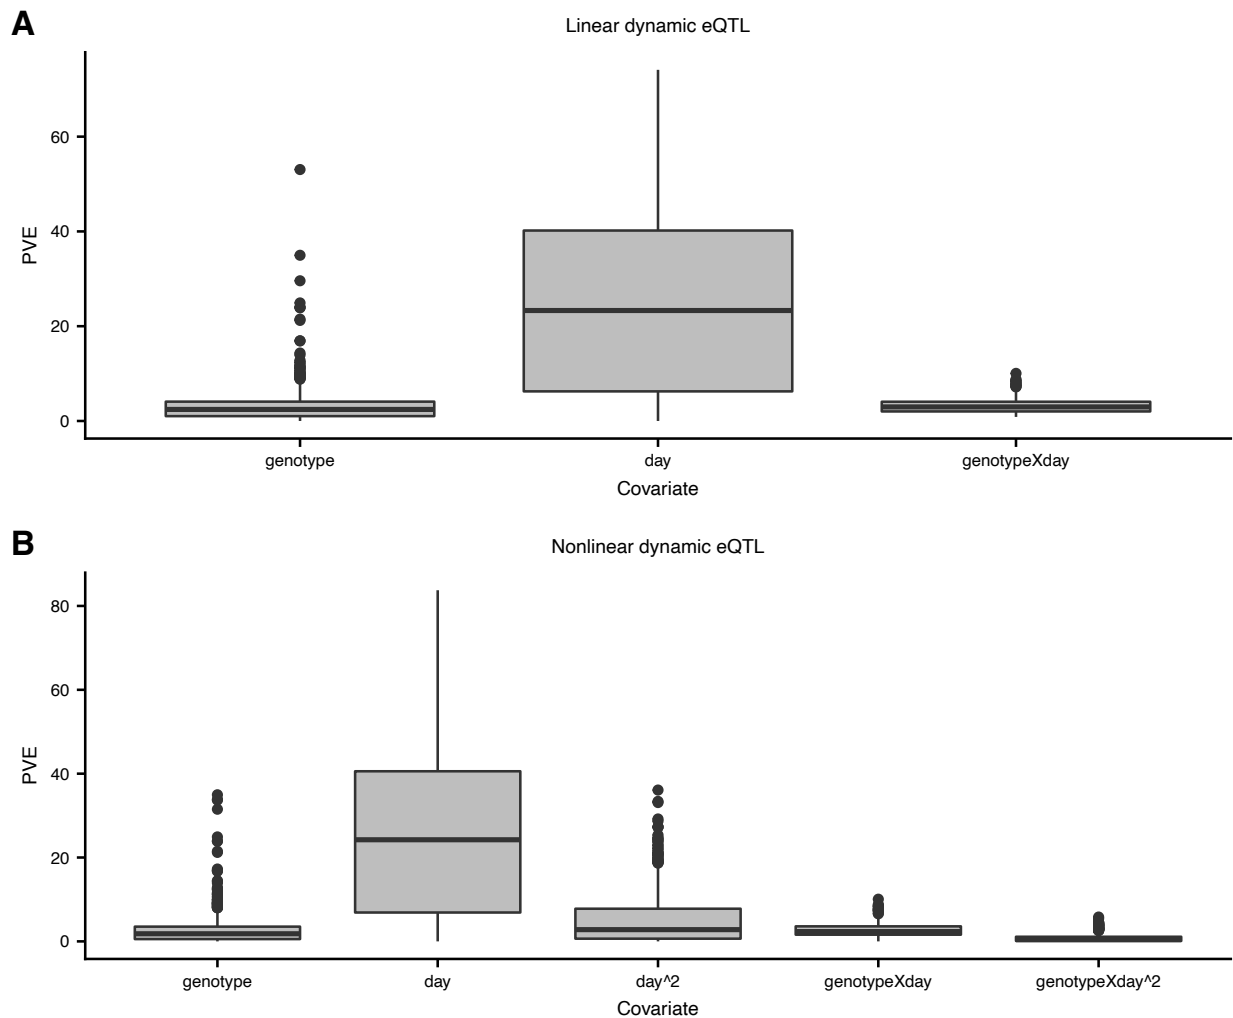 A
Linear dynamic eQTL
PVE
60
40
20
0
genotype day genotypeXday
Covariate
B
Nonlinear dynamic eQTL
PVE
80
60
40
20
0
genotype day day^2 genotypeXday genotypeXday^2
Covariate